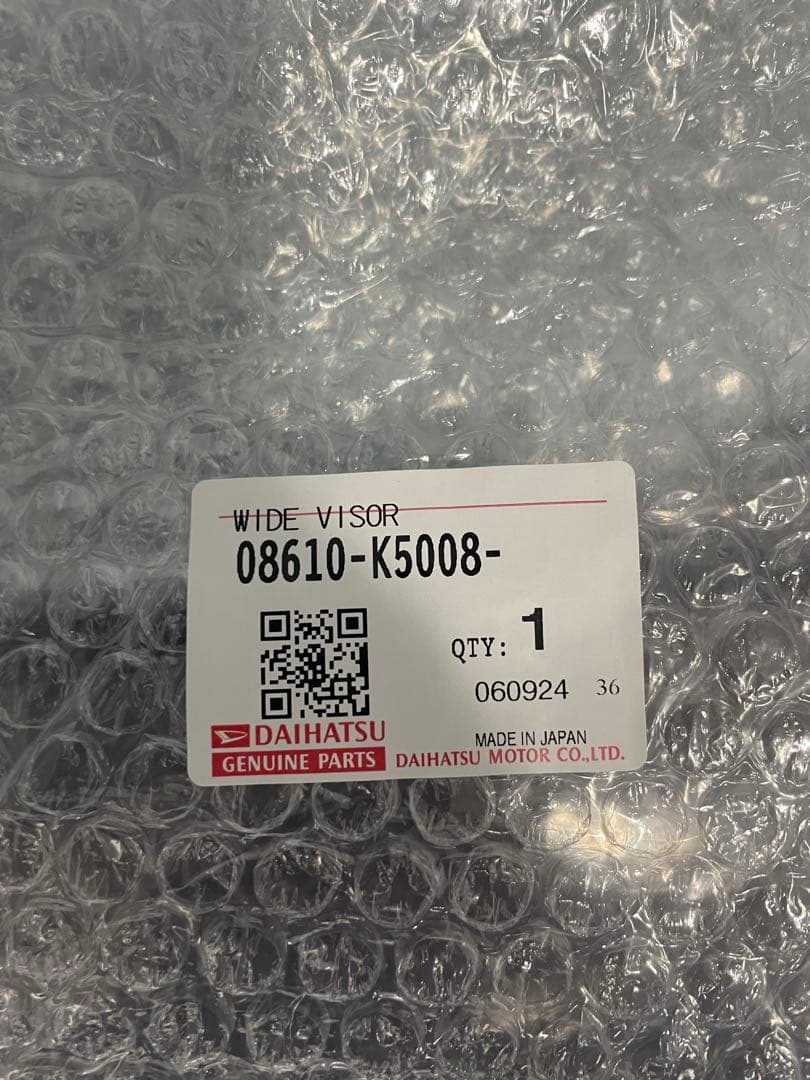 WIDE VISOR
08610-K5008-
QTY: 1
060924 36
MADE IN JAPAN
DAIHATSU
GENUINE PARTS
DAIHATSU MOTOR CO.,LTD.